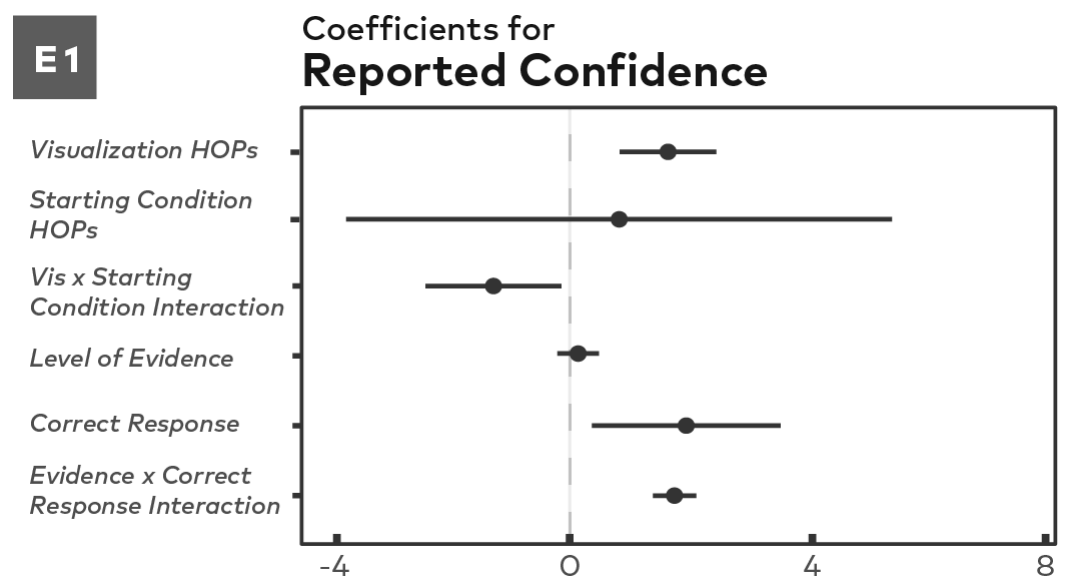 E1
Coefficients for
Reported Confidence
Visualization HOPs
Starting Condition
HOPs
Vis x Starting
Condition Interaction
Level of Evidence
Correct Response
Evidence x Correct
Response Interaction
-4 0 4 8